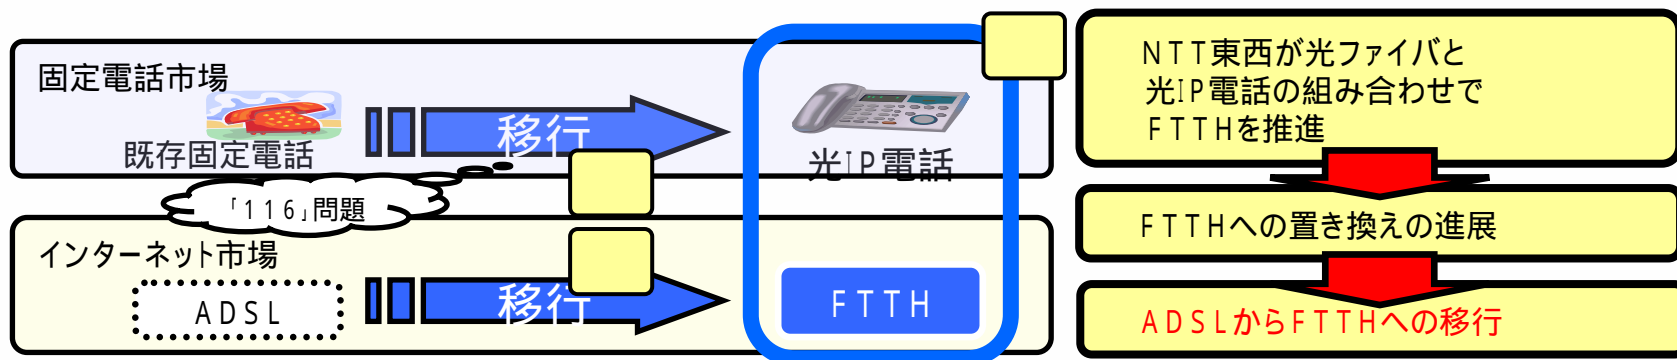 固定電話市場
既存固定電話
移行
光IP電話
「116」問題
インターネット市場
ADSL
移行
FTTH
NTT東西が光ファイバと
光IP電話の組み合わせで
FTTHを推進
FTTHへの置き換えの進展
ADSLからFTTHへの移行